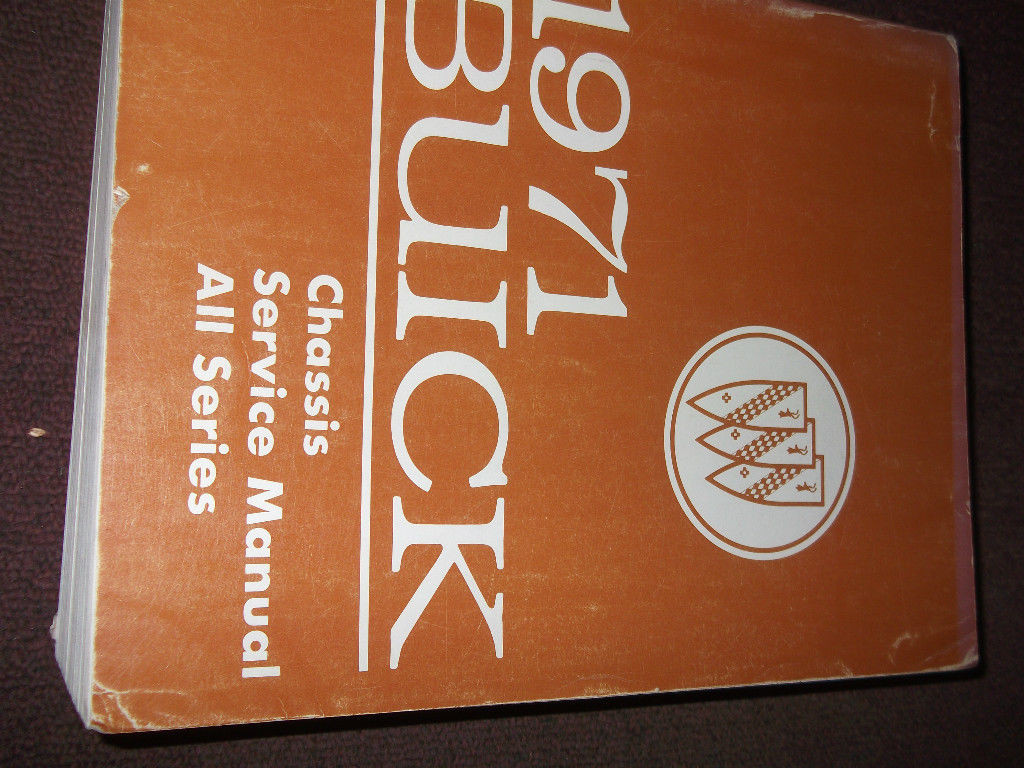 1971
BUICK
Chassis
Service Manual
All Series